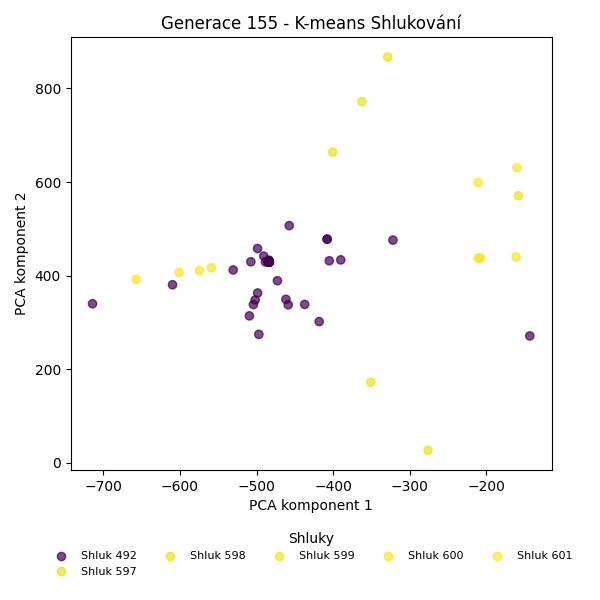 Generace 155 - K-means Shlukování
PCA komponent 2
800
600
400
200
0
−700 −600 −500 −400 −300 −200
PCA komponent 1
Shluky
Shluk 492 Shluk 598 Shluk 599 Shluk 600 Shluk 601
Shluk 597